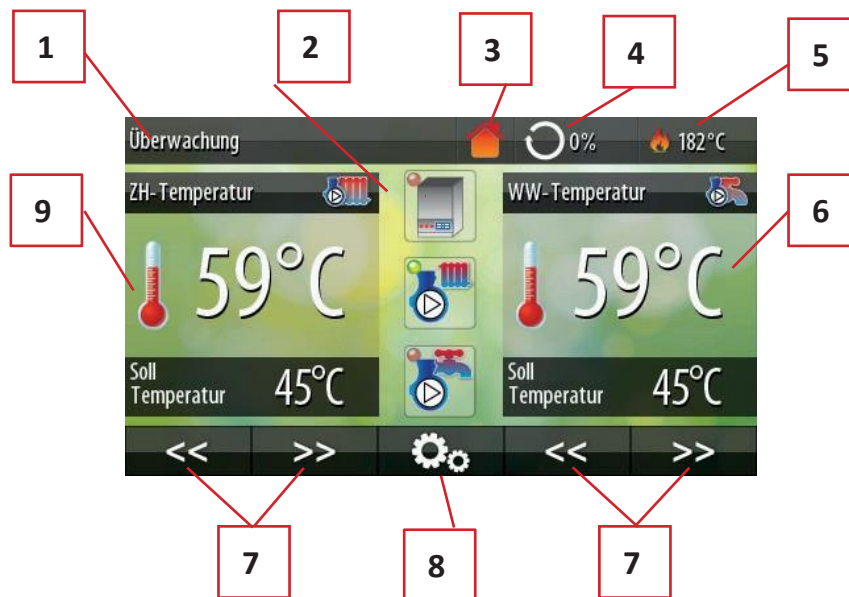 1
2
3
4
5
Überwachung
0%
182°C
ZH-Temperatur
WW-Temperatur
9
59°C
59°C
6
Soll
Temperatur
45°C
Soll
Temperatur
45°C
<<
>>
<<
>>
7
8
7